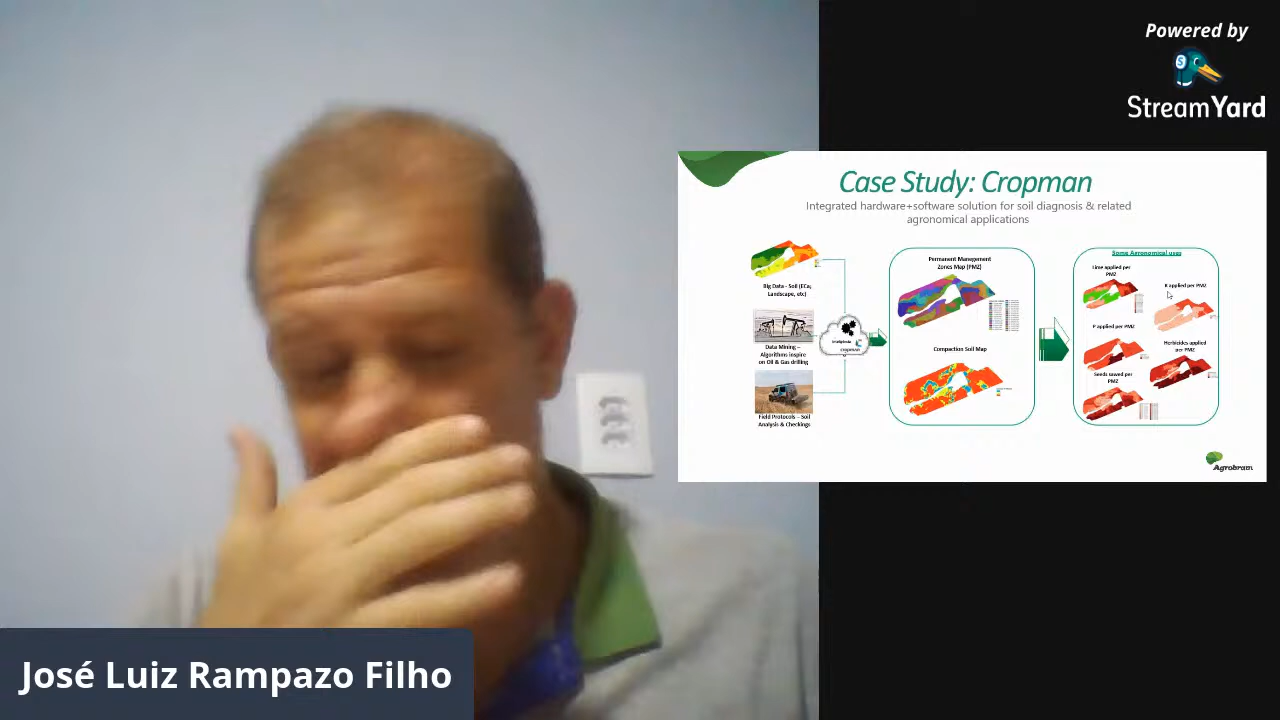 Powered by
StreamYard
Case Study: Cropman
Integrated hardware+software solution for soil diagnosis & related
agronomical applications
Big Data - Soil (ECa;
Landscape, etc)
Data Mining –
Algorithms inspire
on Oil & Gas drilling
Field Protocols - Soil
Analysis & Checkings
cropman
Permanent Management
Zones Map (PMZ)
Compaction Soil Map
Some Agronomical uses
Lime applied per
PMZ
K applied per PMZ
P applied per PMZ
Herbicides applied
per PMZ
Seeds sawed per
PMZ
Agrobram
José Luiz Rampazo Filho